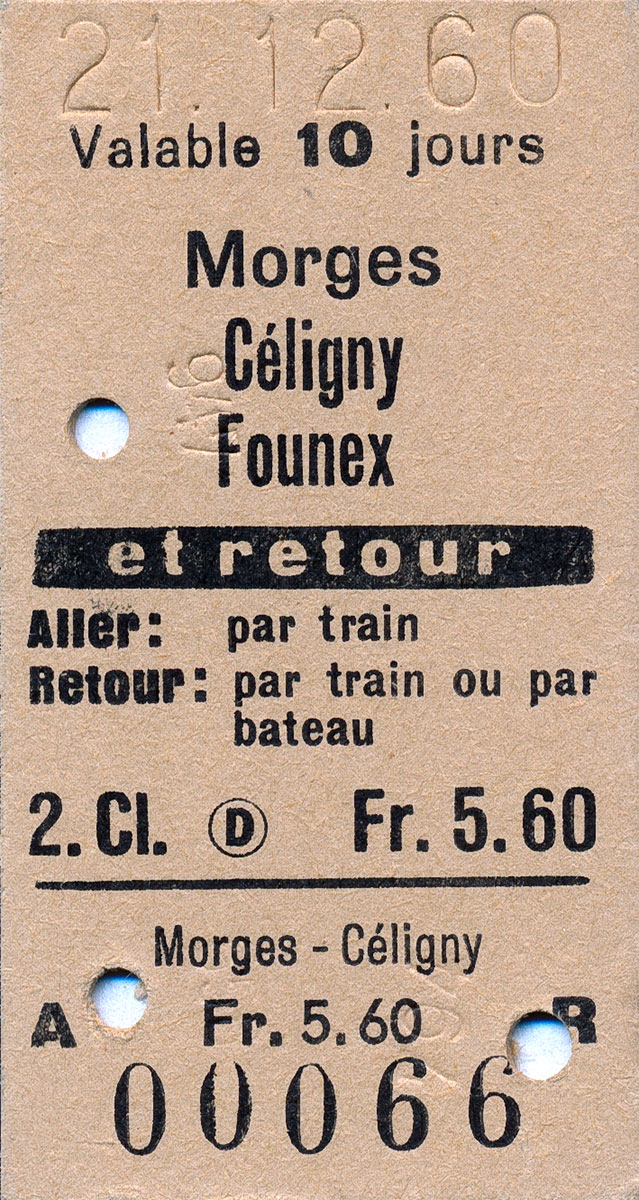 21.12.60
Valable 10 jours
Morges
Céligny
Founex
et retour
Aller: par train
Retour: par train ou par
bateau
2. Cl. D Fr. 5.60
Morges - Céligny
A Fr. 5.60 R
00066